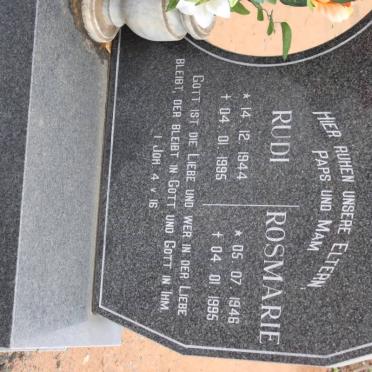 HIER RUHEN UNSERE ELTERN
PAPS UND MAM
RUDI
* 14. 12. 1944
† 04. 01. 1995
ROSMARIE
* 05. 07. 1946
† 04. 01. 1995
GOTT IST DIE LIEBE UND WER IN DER LIEBE
BLEIBT, DER BLEIBT IN GOTT UND GOTT IN IHM.
1 JOH. 4 V 16